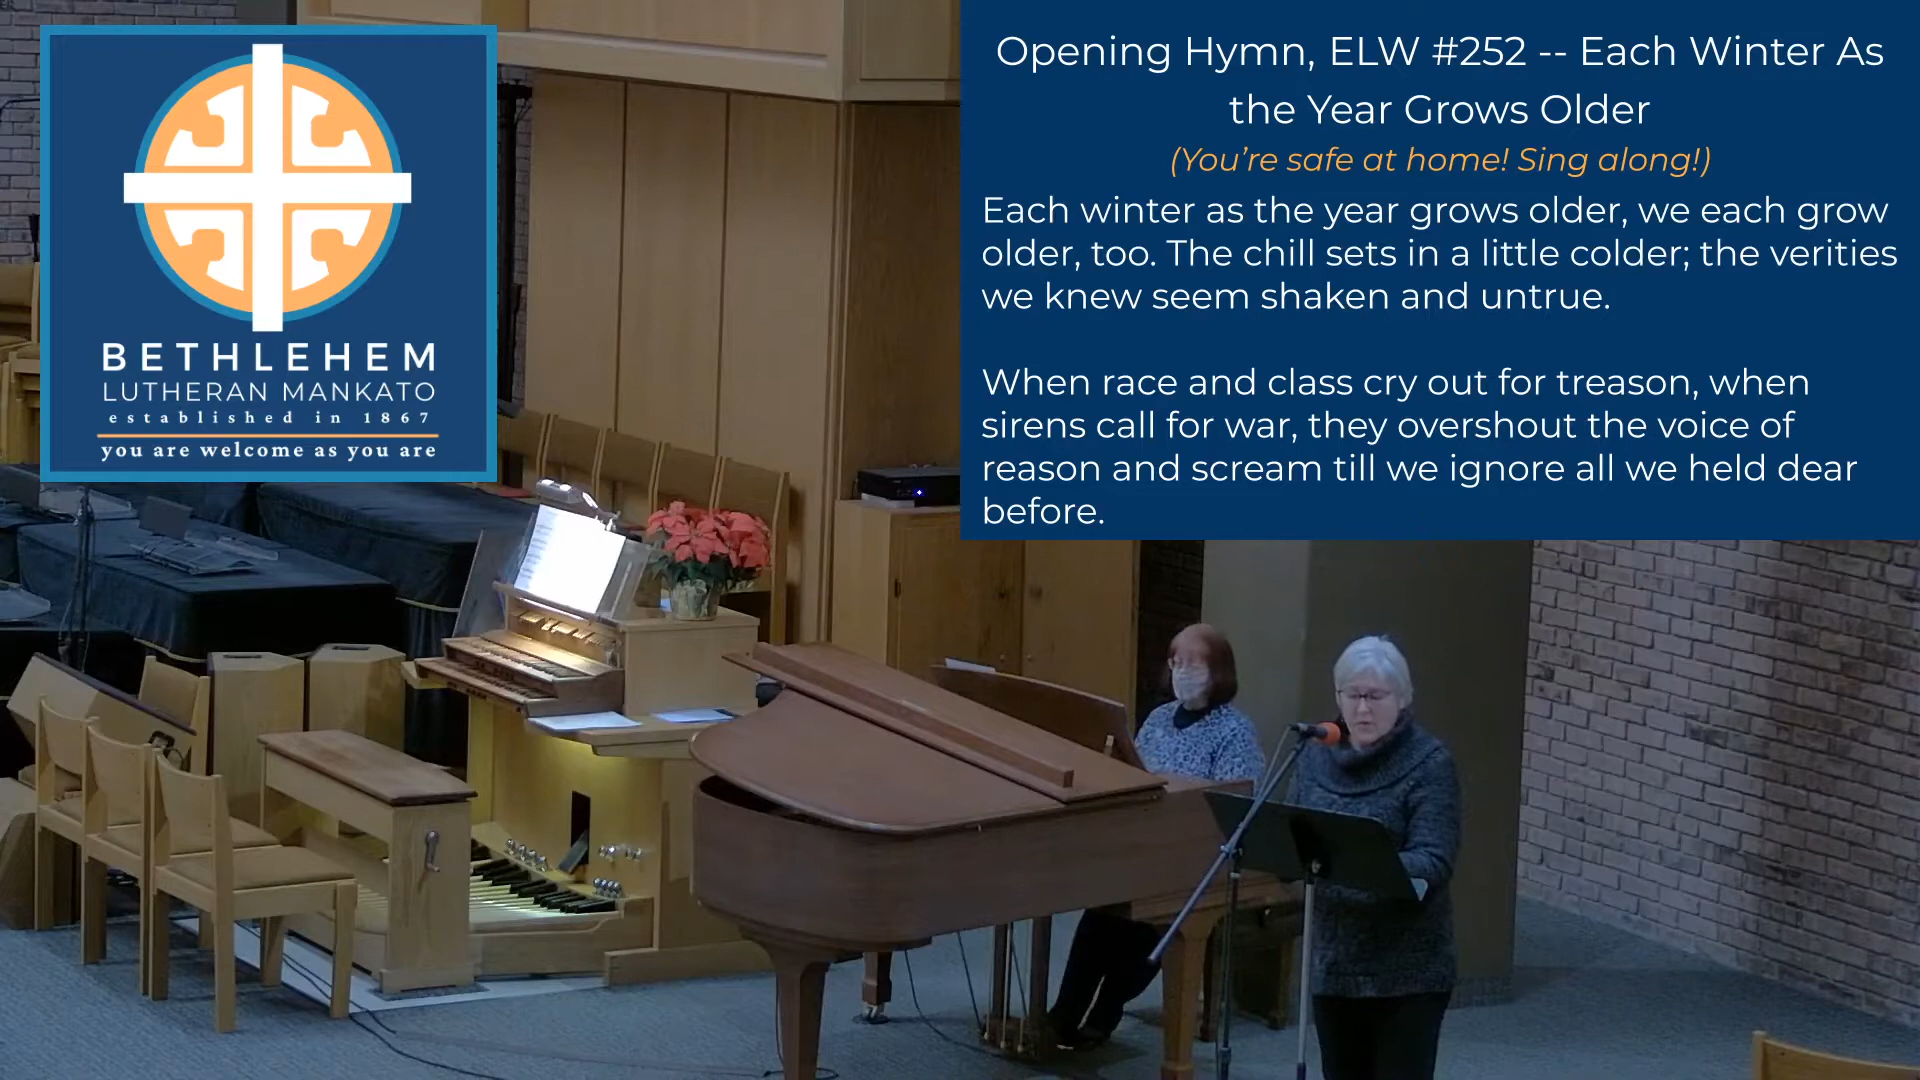 BETHLEHEM
LUTHERAN MANKATO
established in 1867
you are welcome as you are
Opening Hymn, ELW #252 -- Each Winter As
the Year Grows Older
(You're safe at home! Sing along!)
Each winter as the year grows older, we each grow
older, too. The chill sets in a little colder; the verities
we knew seem shaken and untrue.
When race and class cry out for treason, when
sirens call for war, they overshout the voice of
reason and scream till we ignore all we held dear
before.